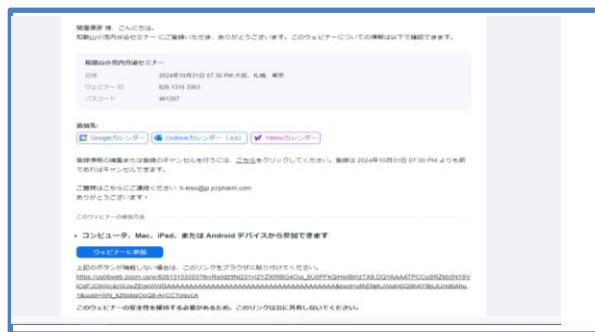 関屋康彦 様、こんにちは。
和歌山小児内分泌セミナー にご登録いただき、ありがとうございます。このウェビナーについての情報は以下で確認できます。
和歌山小児内分泌セミナー
日時 2024年10月31日 07:30 PM 大阪、札幌、東京
ウェビナー ID 826 1315 3353
パスコード 461257
追加先:
Googleカレンダー Outlookカレンダー (.ics) Yahooカレンダー
登録情報の編集または登録のキャンセルを行うには、こちらをクリックしてください。登録は 2024年10月31日 07:30 PM よりも前
であればキャンセルできます。
ご質問はこちらにご連絡ください: h-kiso@jp.jcrpharm.com
ありがとうございます!
このウェビナーの参加方法
• コンピュータ、Mac、iPad、または Android デバイスから参加できます
ウェビナーに参加
上記のボタンが機能しない場合は、このリンクをブラウザに貼り付けてください。
このウェビナーの安全性を維持する必要があるため、このリンクは公に共有しないでください。